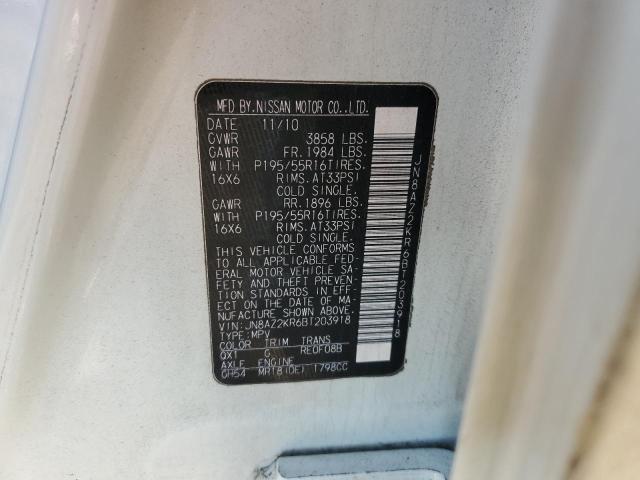 MFD BY.NISSAN MOTOR CO..LTD.
DATE 11/10
GVWR 3858 LBS.
GAWR FR.1984 LBS.
WITH P195/55R16TIRES.
16X6 RIMS.AT33PSI
COLD SINGLE.
GAWR RR.1896 LBS.
WITH P195/55R16TIRES.
16X6 RIMS.AT33PSI
COLD SINGLE.
THIS VEHICLE CONFORMS
TO ALL APPLICABLE FED-
ERAL MOTOR VEHICLE SA-
FETY AND THEFT PREVEN-
TION STANDARDS IN EFF-
ECT ON THE DATE OF MA-
NUFACTURE SHOWN ABOVE.
VIN:JN8AZ2KR6BT203918
TYPE:MPV
COLOR TRIM TRANS
QX1 G RE0F08B
AXLE ENGINE
GH54 MR18(DE) 1798CC
JN8AZ2KR6BT203918